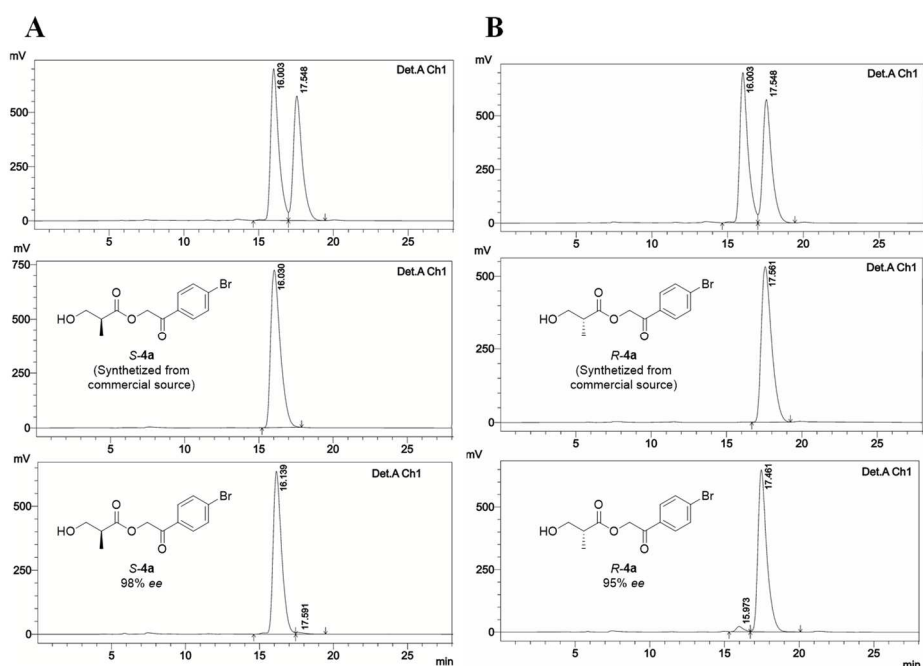 A
mV
Det.A Ch1
16.003
17.548
500
250
0
5
10
15
20
25
750
Det.A Ch1
16.030
500
250
0
O
Br
HO
O
O
S-4a
(Synthetized from
commercial source)
5
10
15
20
25
mV
Det.A Ch1
16.139
17.591
500
250
0
O
Br
HO
O
O
S-4a
98% ee
5
10
15
20
25
min
B
mV
Det.A Ch1
16.003
17.548
500
250
0
5
10
15
20
25
mV
Det.A Ch1
17.561
500
250
0
O
Br
HO
O
O
R-4a
(Synthetized from
commercial source)
5
10
15
20
25
mV
Det.A Ch1
17.461
15.973
500
250
0
O
Br
HO
O
O
R-4a
95% ee
5
10
15
20
25
min